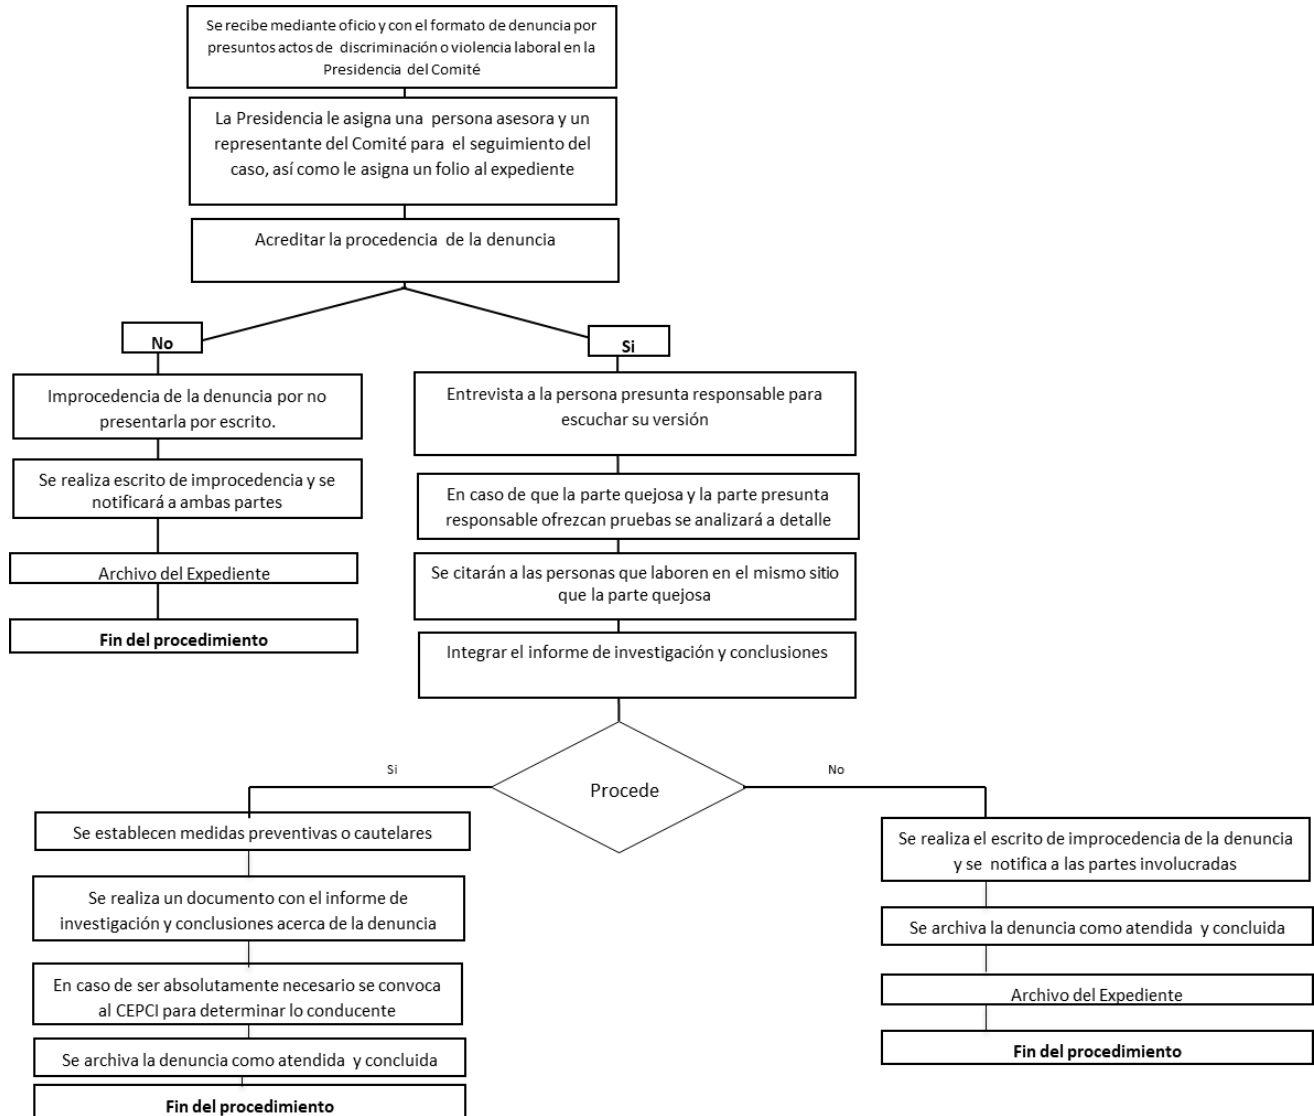 Se recibe mediante oficio y con el formato de denuncia por
presuntos actos de discriminación o violencia laboral en la
Presidencia del Comité
La Presidencia le asigna una persona asesora y un
representante del Comité para el seguimiento del
caso, así como le asigna un folio al expediente
Acreditar la procedencia de la denuncia
No
Improcedencia de la denuncia por no
presentarla por escrito.
Se realiza escrito de improcedencia y se
notificará a ambas partes
Archivo del Expediente
Fin del procedimiento
Si
Entrevista a la persona presunta responsable para
escuchar su versión
En caso de que la parte quejosa y la parte presunta
responsable ofrezcan pruebas se analizará a detalle
Se citarán a las personas que laboren en el mismo sitio
que la parte quejosa
Integrar el informe de investigación y conclusiones
Procede
Si
Se establecen medidas preventivas o cautelares
Se realiza un documento con el informe de
investigación y conclusiones acerca de la denuncia
En caso de ser absolutamente necesario se convoca
al CEPCI para determinar lo conducente
Se archiva la denuncia como atendida y concluida
Fin del procedimiento
No
Se realiza el escrito de improcedencia de la denuncia
y se notifica a las partes involucradas
Se archiva la denuncia como atendida y concluida
Archivo del Expediente
Fin del procedimiento